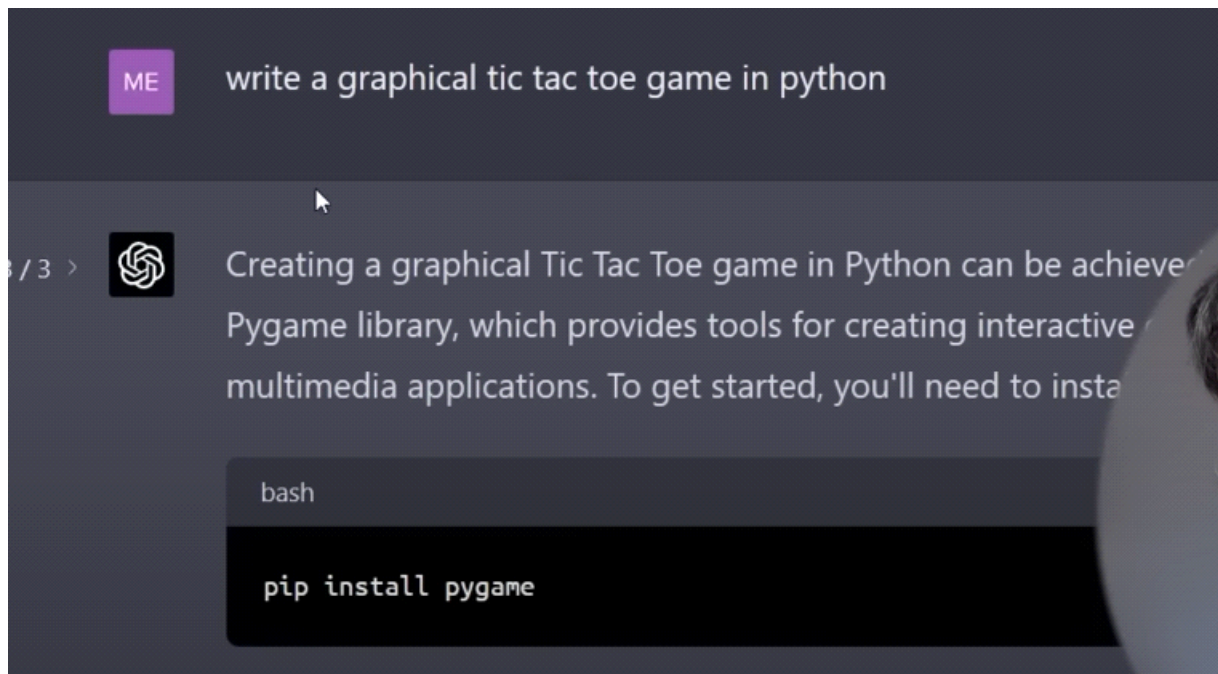 ME
write a graphical tic tac toe game in python
/ 3 >
Creating a graphical Tic Tac Toe game in Python can be achieved
Pygame library, which provides tools for creating interactive
multimedia applications. To get started, you'll need to
bash
pip install pygame